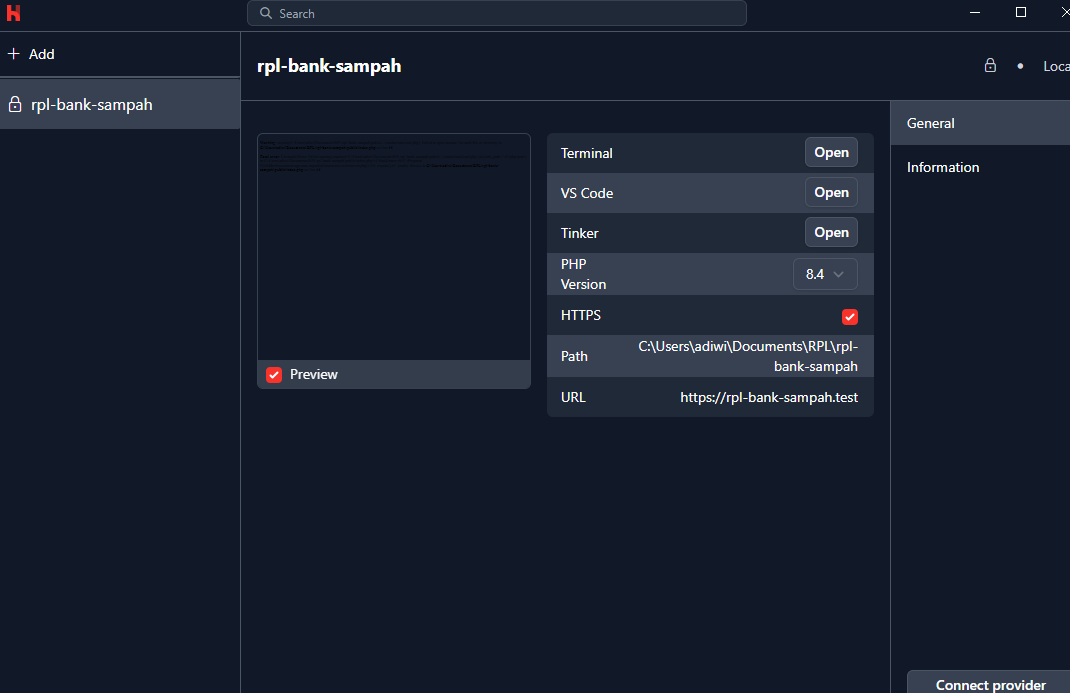 Search
Add
rpl-bank-sampah
rpl-bank-sampah
Loca
Terminal
Open
VS Code
Open
Tinker
Open
PHP
Version
8.4
HTTPS
Path
C:\Users\adiwi\Documents\RPL\rpl-
bank-sampah
URL
https://rpl-bank-sampah.test
Preview
General
Information
Connect provider